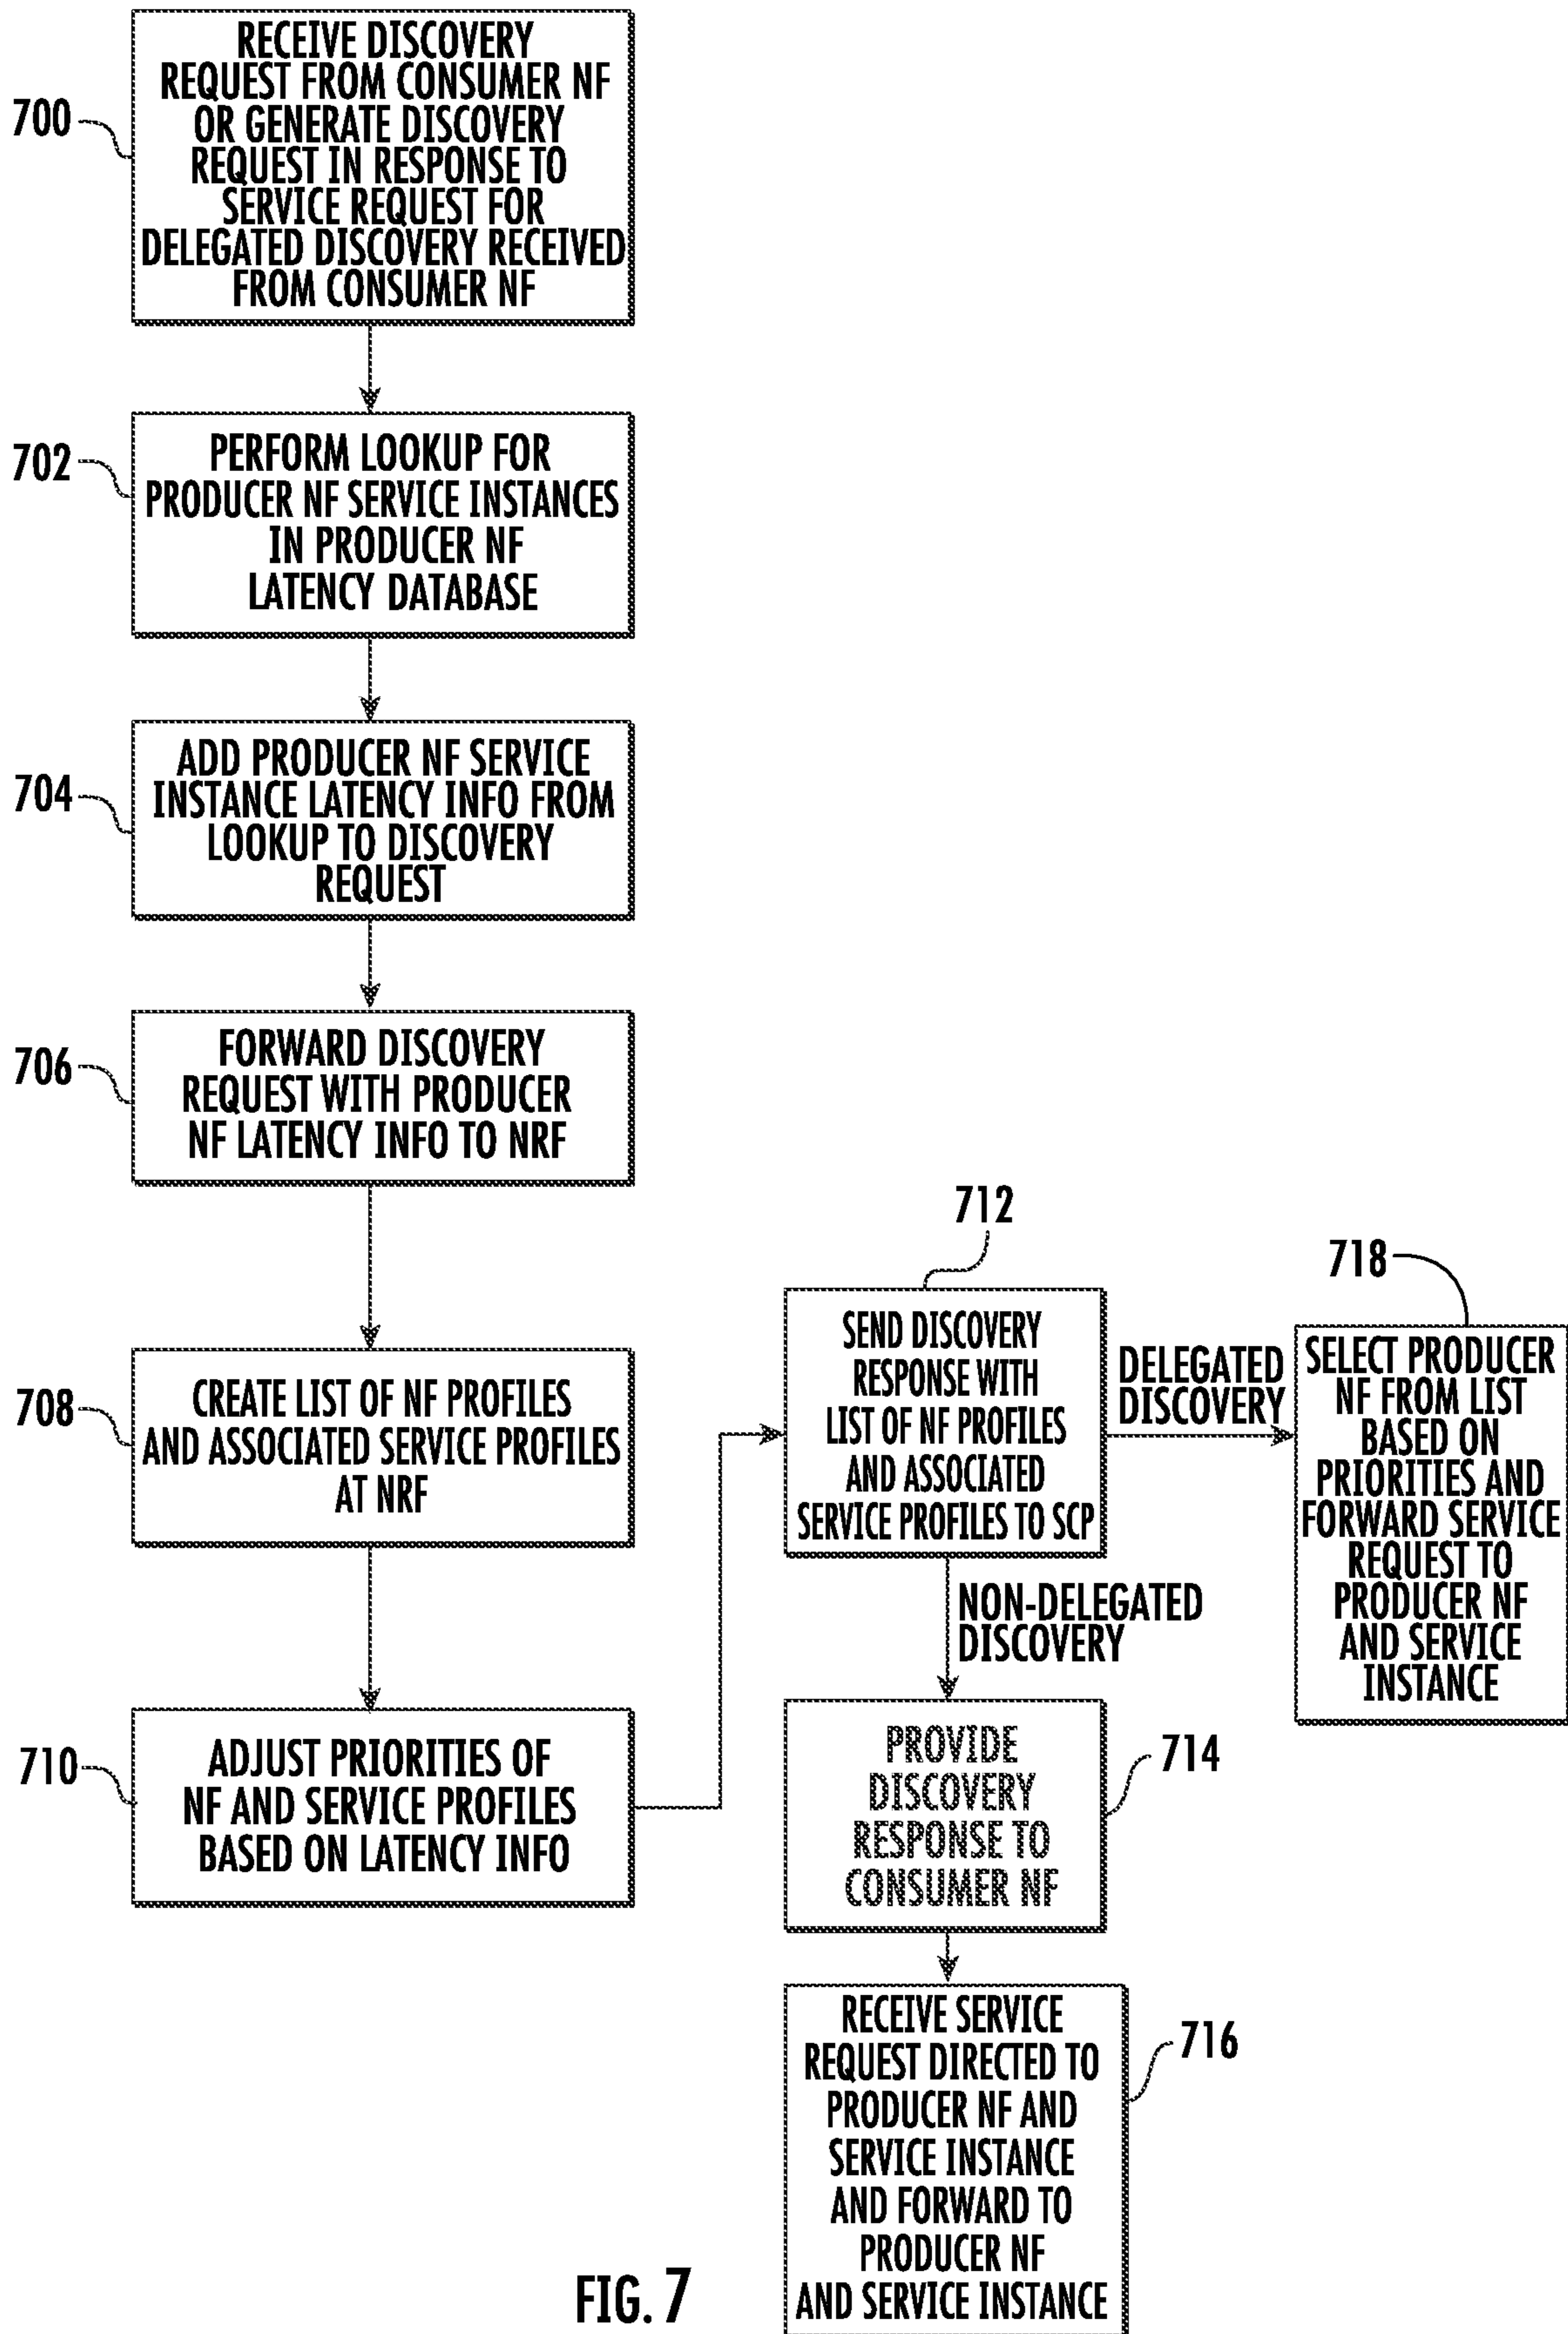 700
RECEIVE DISCOVERY
REQUEST FROM CONSUMER NF
OR GENERATE DISCOVERY
REQUEST IN RESPONSE TO
SERVICE REQUEST FOR
DELEGATED DISCOVERY RECEIVED
FROM CONSUMER NF
702
PERFORM LOOKUP FOR
PRODUCER NF SERVICE INSTANCES
IN PRODUCER NF
LATENCY DATABASE
704
ADD PRODUCER NF SERVICE
INSTANCE LATENCY INFO FROM
LOOKUP TO DISCOVERY
REQUEST
706
FORWARD DISCOVERY
REQUEST WITH PRODUCER
NF LATENCY INFO TO NRF
708
CREATE LIST OF NF PROFILES
AND ASSOCIATED SERVICE PROFILES
AT NRF
710
ADJUST PRIORITIES OF
NF AND SERVICE PROFILES
BASED ON LATENCY INFO
712
SEND DISCOVERY
RESPONSE WITH
LIST OF NF PROFILES
AND ASSOCIATED
SERVICE PROFILES TO SCP
DELEGATED
DISCOVERY
718
SELECT PRODUCER
NF FROM LIST
BASED ON
PRIORITIES AND
FORWARD SERVICE
REQUEST TO
PRODUCER NF
AND SERVICE
INSTANCE
NON-DELEGATED
DISCOVERY
714
PROVIDE
DISCOVERY
RESPONSE TO
CONSUMER NF
716
RECEIVE SERVICE
REQUEST DIRECTED TO
PRODUCER NF AND
SERVICE INSTANCE
AND FORWARD TO
PRODUCER NF
AND SERVICE INSTANCE
FIG. 7